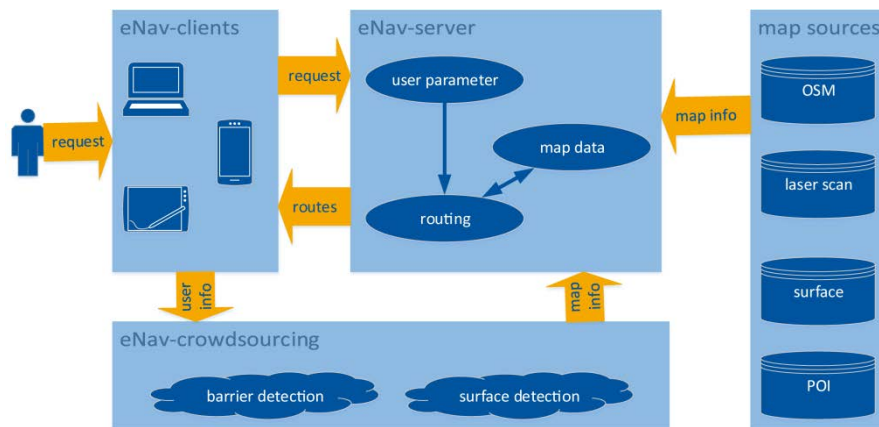 eNav-clients
eNav-server
map sources
request
request
user parameter
map data
routing
routes
map info
OSM
laser scan
surface
POI
user
info
map
info
eNav-crowdsourcing
barrier detection
surface detection